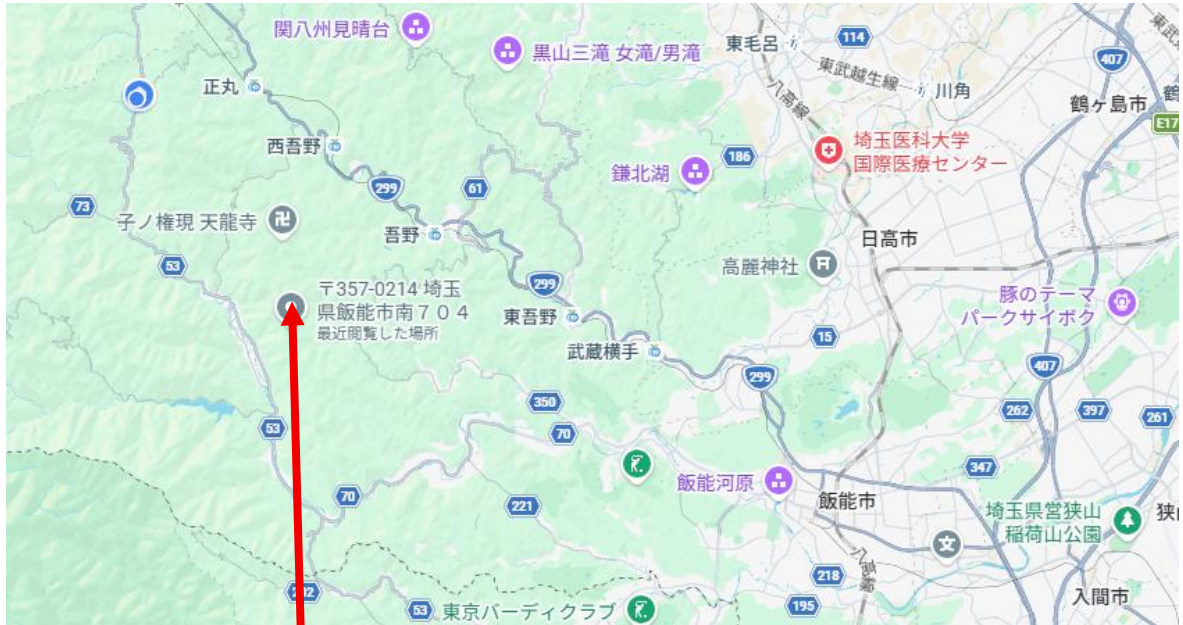 関八州見晴台
黒山三滝 女滝/男滝
東毛呂
114
東武越生線
川角
407
鶴ヶ島市
E17
正丸
八高線
西吾野
鎌北湖
186
埼玉医科大学
国際医療センター
299
61
73
子ノ権現 天龍寺
吾野
日高市
高麗神社
53
299
〒357-0214 埼玉
県飯能市南７０４
最近閲覧した場所
東吾野
豚のテーマ
パークサイボク
武蔵横手
15
299
407
350
262
397
261
53
70
347
70
飯能河原
飯能市
221
埼玉県営狭山
稲荷山公園
狭山
文
八高線
218
53
東京バーディクラブ
195
入間市